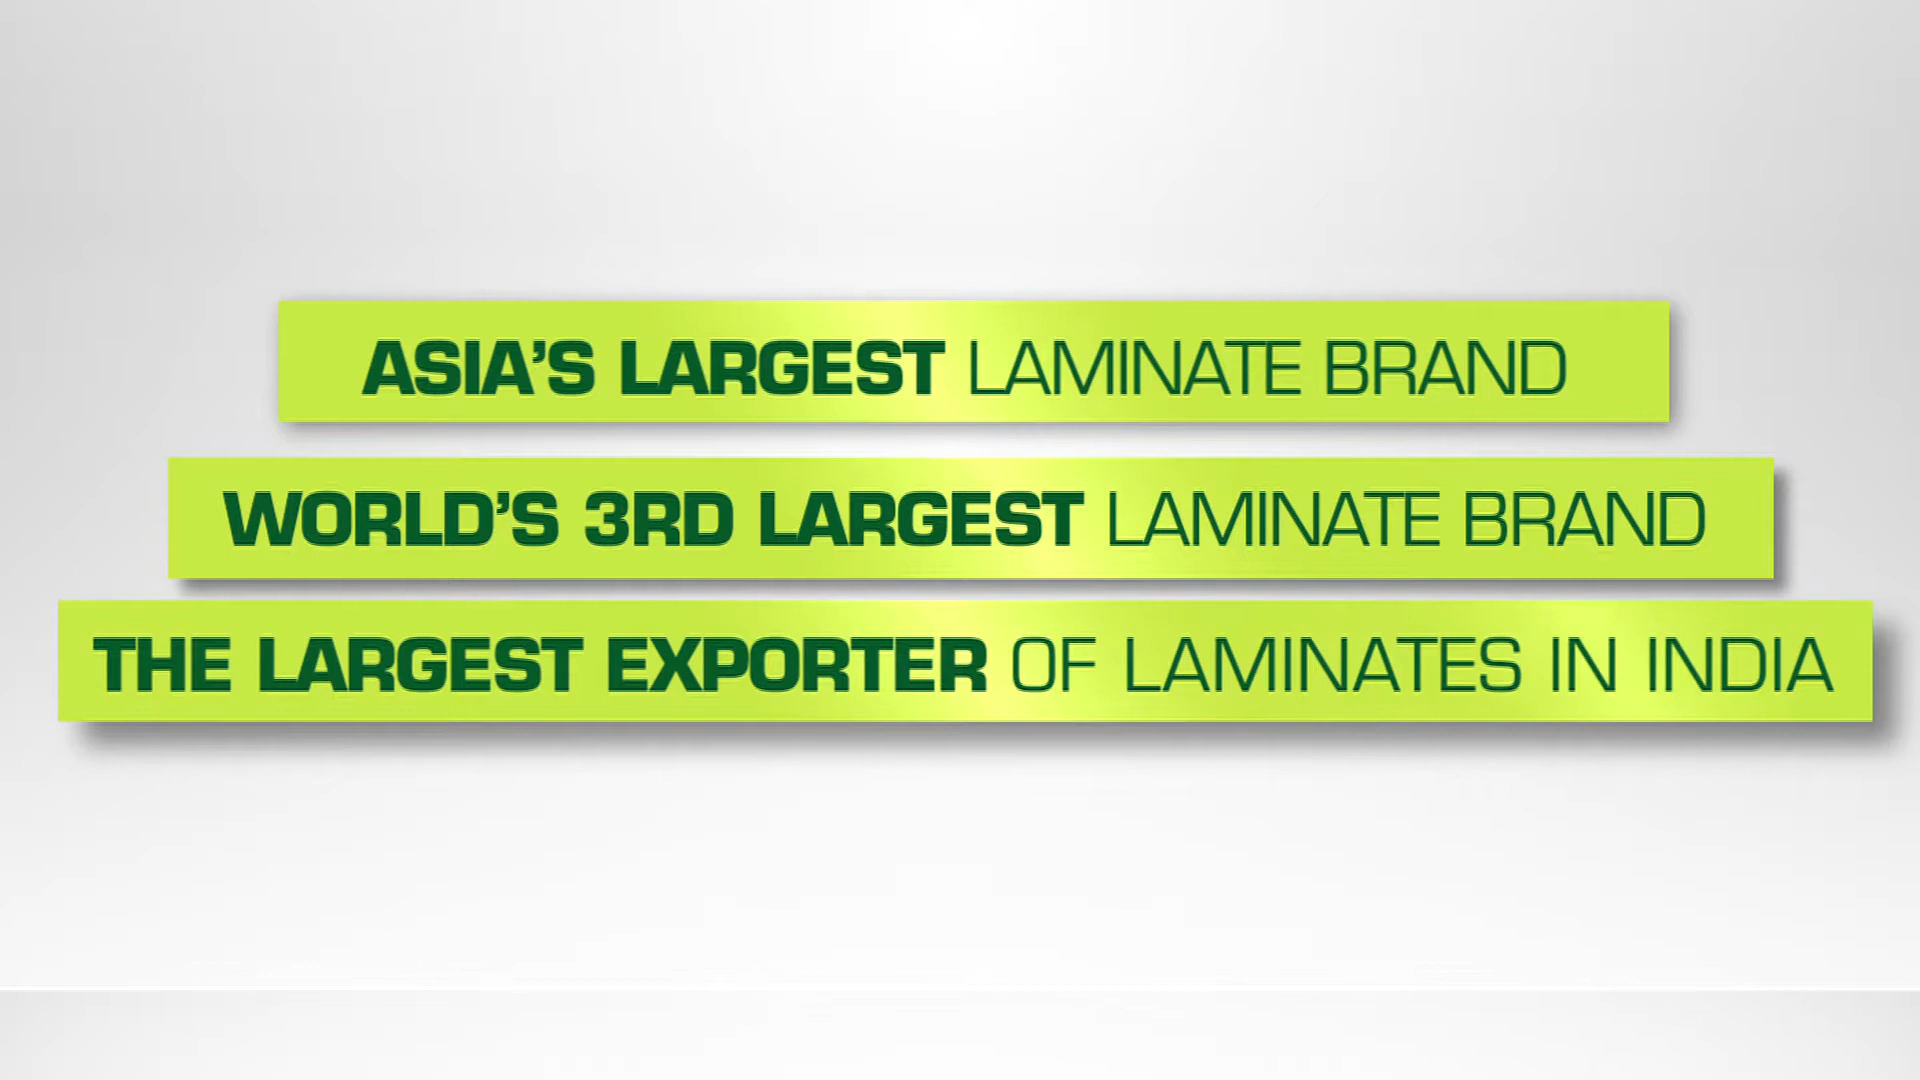 ASIA’S LARGEST LAMINATE BRAND
WORLD’S 3RD LARGEST LAMINATE BRAND
THE LARGEST EXPORTER OF LAMINATES IN INDIA